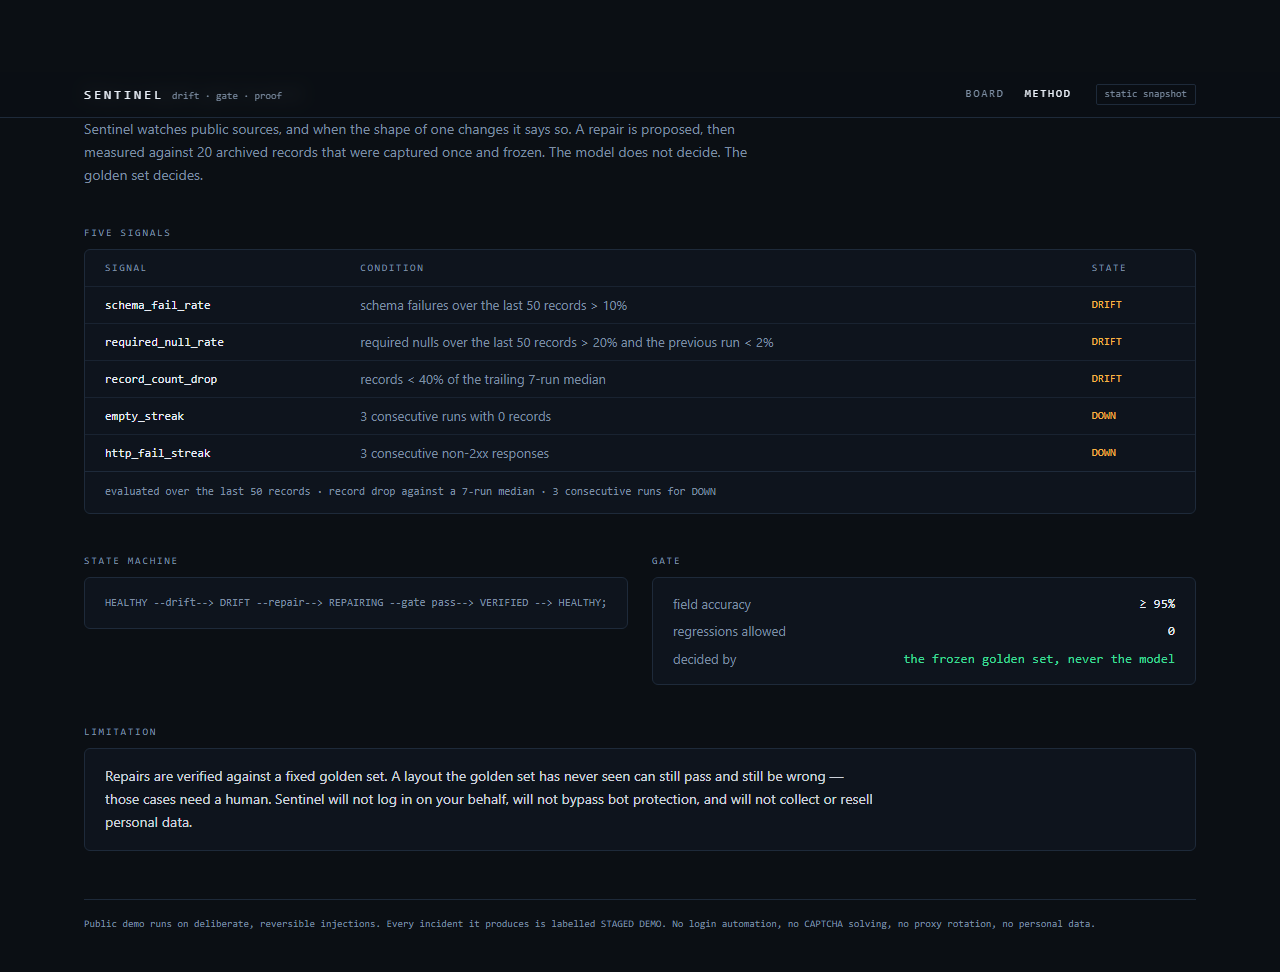 SENTINEL drift · gate · proof BOARD METHOD static snapshot
Sentinel watches public sources, and when the shape of one changes it says so. A repair is proposed, then
measured against 20 archived records that were captured once and frozen. The model does not decide. The
golden set decides.
FIVE SIGNALS
SIGNAL CONDITION STATE
schema_fail_rate schema failures over the last 50 records > 10% DRIFT
required_null_rate required nulls over the last 50 records > 20% and the previous run < 2% DRIFT
record_count_drop records < 40% of the trailing 7-run median DRIFT
empty_streak 3 consecutive runs with 0 records DOWN
http_fail_streak 3 consecutive non-2xx responses DOWN
evaluated over the last 50 records · record drop against a 7-run median · 3 consecutive runs for DOWN
STATE MACHINE
HEALTHY --drift--> DRIFT --repair--> REPAIRING --gate pass--> VERIFIED --> HEALTHY;
GATE
field accuracy ≥ 95%
regressions allowed 0
decided by the frozen golden set, never the model
LIMITATION
Repairs are verified against a fixed golden set. A layout the golden set has never seen can still pass and still be wrong —
those cases need a human. Sentinel will not log in on your behalf, will not bypass bot protection, and will not collect or resell
personal data.
Public demo runs on deliberate, reversible injections. Every incident it produces is labelled STAGED DEMO. No login automation, no CAPTCHA solving, no proxy rotation, no personal data.